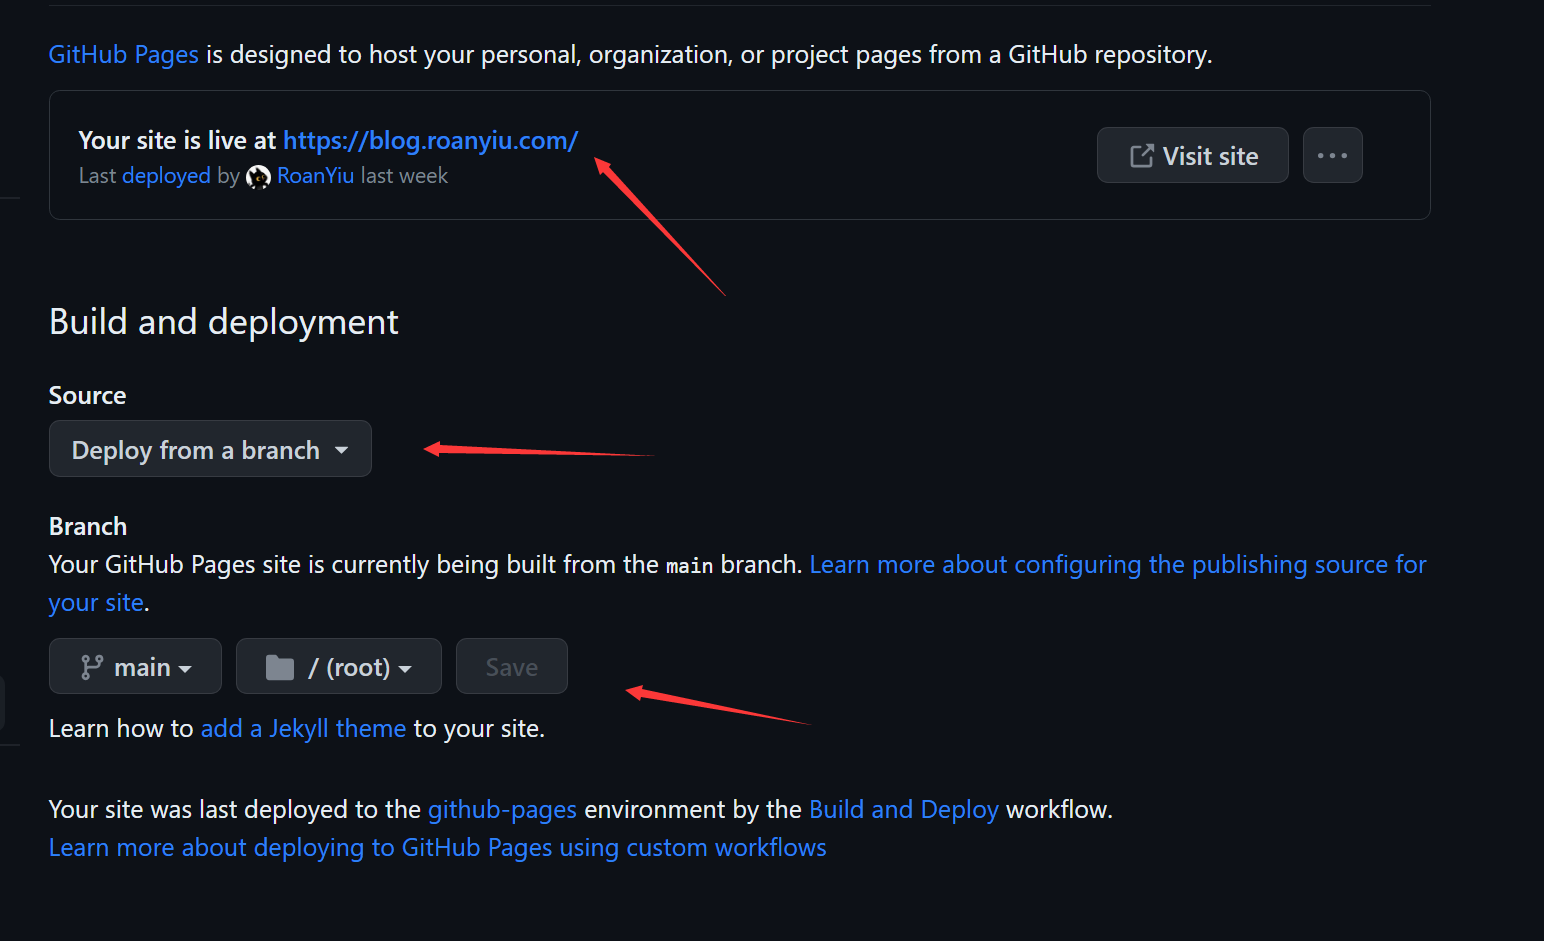 GitHub Pages is designed to host your personal, organization, or project pages from a GitHub repository.
Your site is live at https://blog.roanyiu.com/
Last deployed by RoanYiu last week
Visit site
Build and deployment
Source
Deploy from a branch
Branch
Your GitHub Pages site is currently being built from the main branch. Learn more about configuring the publishing source for
your site.
main
/ (root)
Save
Learn how to add a Jekyll theme to your site.
Your site was last deployed to the github-pages environment by the Build and Deploy workflow.
Learn more about deploying to GitHub Pages using custom workflows